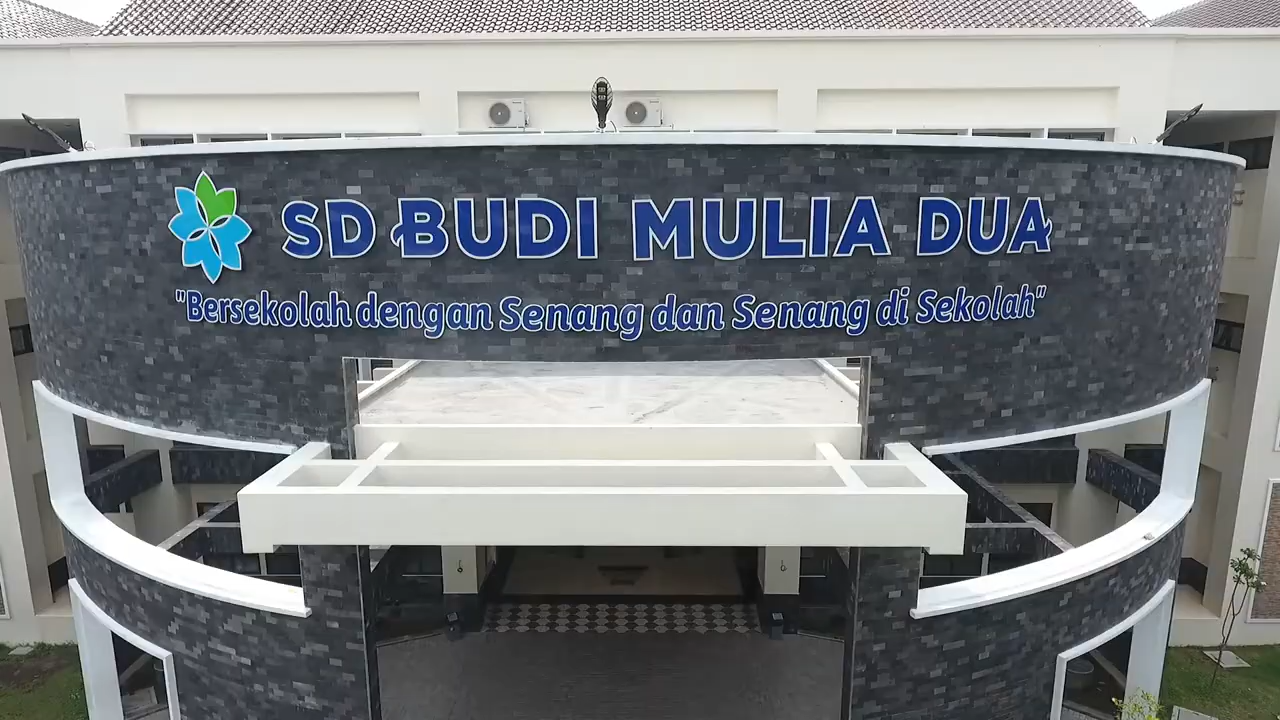 SD BUDI MULIA DUA
"Bersekolah dengan Senang dan Senang di Sekolah"